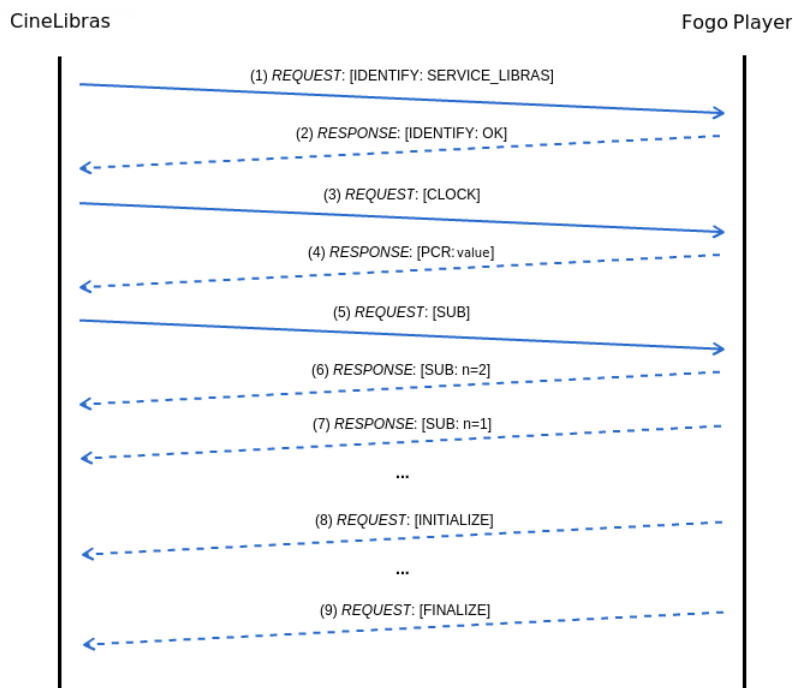 CineLibras
Fogo Player
(1) REQUEST: [IDENTIFY: SERVICE_LIBRAS]
(2) RESPONSE: [IDENTIFY: OK]
(3) REQUEST: [CLOCK]
(4) RESPONSE: [PCR: value]
(5) REQUEST: [SUB]
(6) RESPONSE: [SUB: n=2]
(7) RESPONSE: [SUB: n=1]
...
(8) REQUEST: [INITIALIZE]
...
(9) REQUEST: [FINALIZE]